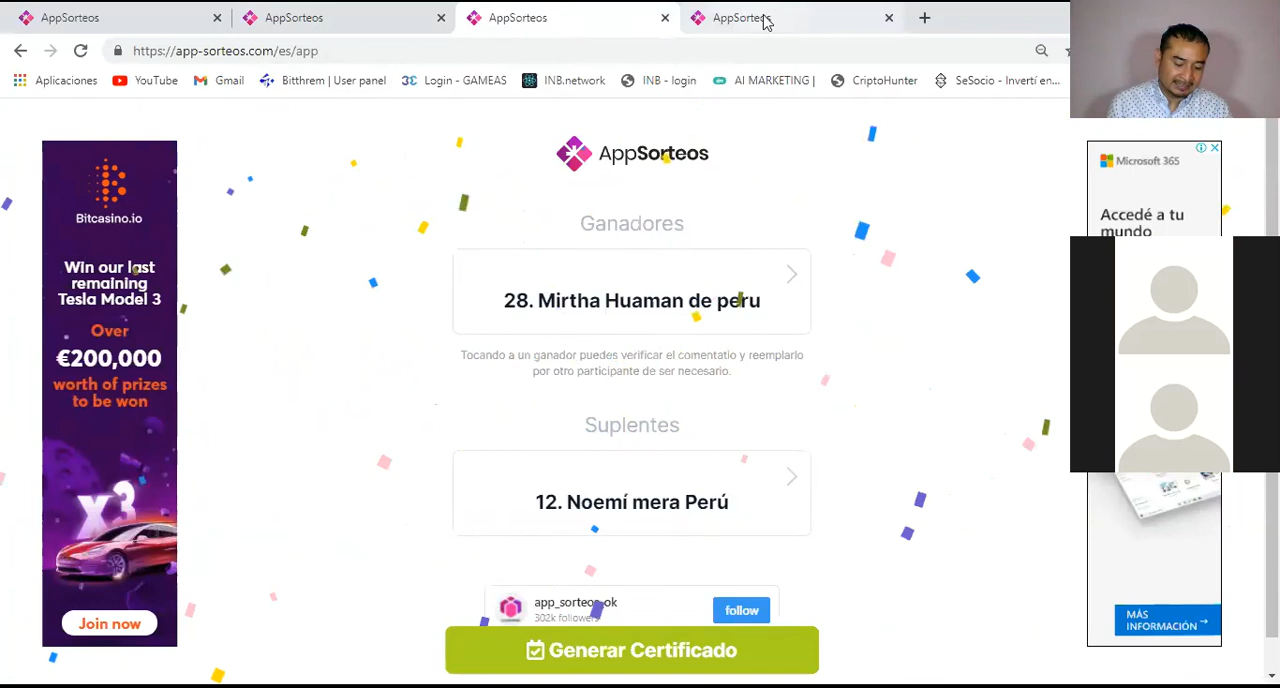 AppSorteos
AppSorteos
AppSorteos
AppSorteos
https://app-sorteos.com/es/app
Aplicaciones
YouTube
Gmail
Bitthrem | User panel
Login - GAMEAS
INB.network
INB - login
AI MARKETING |
CriptoHunter
SeSocio - Invertí en...
Bitcasino.io
Win our last
remaining
Tesla Model 3
Over
€200,000
worth of prizes
to be won
x3
Join now
AppSorteos
Ganadores
28. Mirtha Huaman de peru
Tocando a un ganador puedes verificar el comentatio y reemplarlo
por otro participante de ser necesario.
Suplentes
12. Noemí mera Perú
app_sorteos_ok
302k followers
follow
Generar Certificado
Microsoft 365
Accedé a tu
mundo
MÁS
INFORMACIÓN